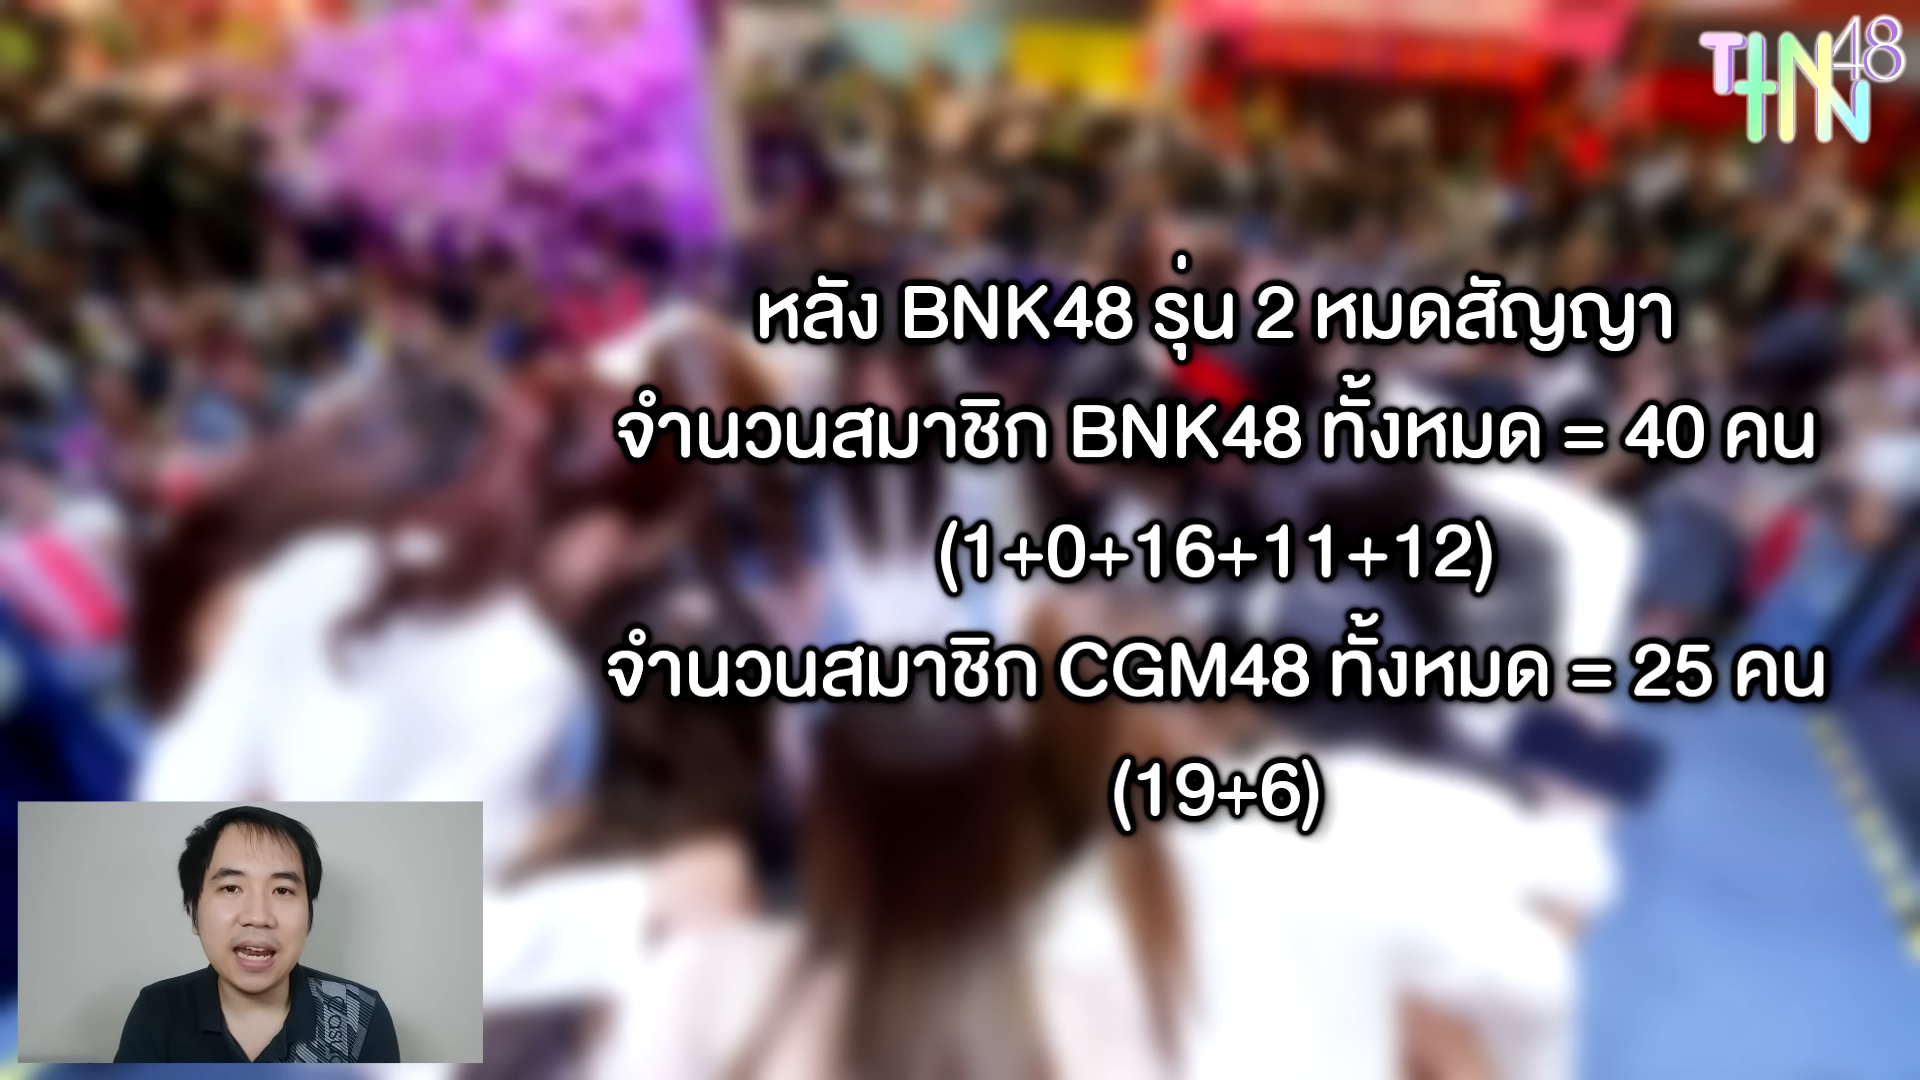 TINTIN48
หลัง BNK48 รุ่น 2 หมดสัญญา
จำนวนสมาชิก BNK48 ทั้งหมด = 40 คน
(1+0+16+11+12)
จำนวนสมาชิก CGM48 ทั้งหมด = 25 คน
(19+6)